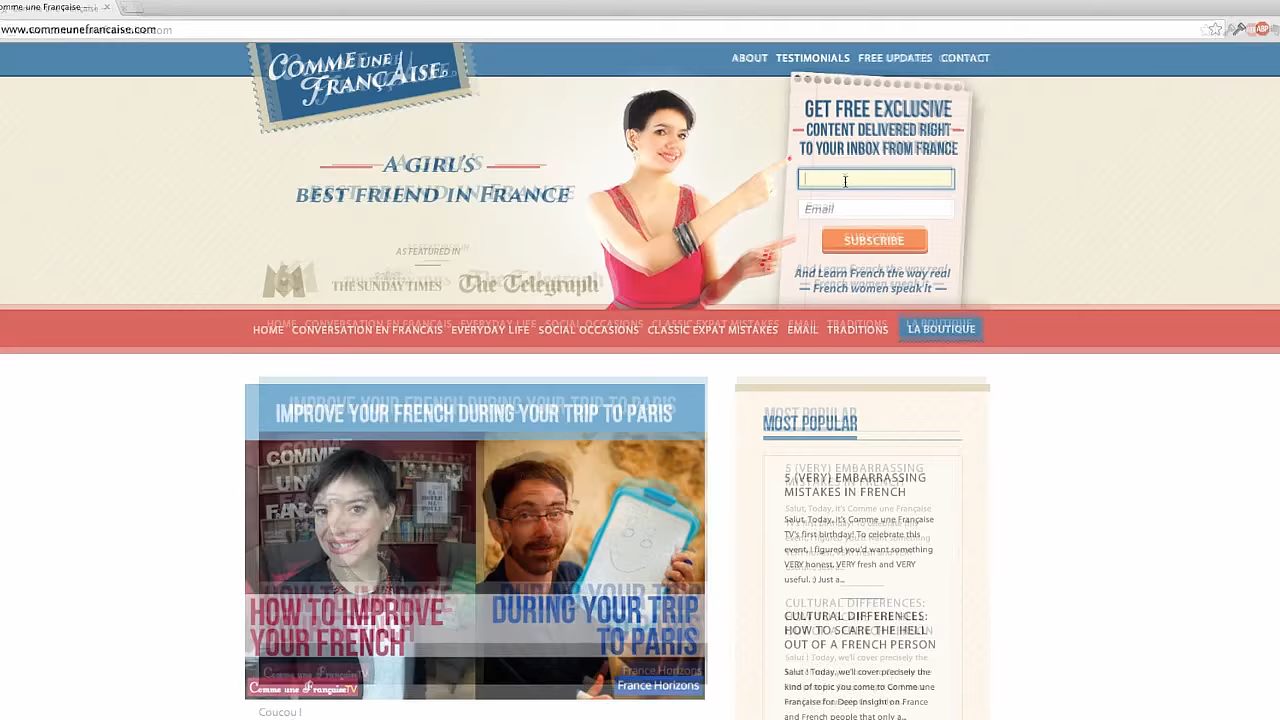 omme une Française –...
www.commeunefrancaise.com
COMME UNE
FRANÇAISE
ABOUT TESTIMONIALS FREE UPDATES CONTACT
GET FREE EXCLUSIVE
CONTENT DELIVERED RIGHT
TO YOUR INBOX FROM FRANCE
A GIRL'S
BEST FRIEND IN FRANCE
Email
SUBSCRIBE
AS FEATURED IN
M6
THE SUNDAY TIMES
The Telegraph
And Learn French the way real
— French women speak it —
HOME CONVERSATION EN FRANCAIS EVERYDAY LIFE SOCIAL OCCASIONS CLASSIC EXPAT MISTAKES EMAIL TRADITIONS LA BOUTIQUE
IMPROVE YOUR FRENCH DURING YOUR TRIP TO PARIS
COMME
UNE
FRANÇ
HOW TO IMPROVE
YOUR FRENCH
DURING YOUR TRIP
TO PARIS
Comme une Française TV
France Horizons
Coucou !
MOST POPULAR
5 (VERY) EMBARRASSING
MISTAKES IN FRENCH
Salut, Today, it's Comme une Française
TV's first birthday! To celebrate this
event, I figured you'd want something
VERY honest, VERY fresh and VERY
useful. :) Just a...
CULTURAL DIFFERENCES:
HOW TO SCARE THE HELL
OUT OF A FRENCH PERSON
Salut ! Today, we'll cover precisely the
kind of topic you come to Comme une
Française for: Deep insight on France
and French people that only a...